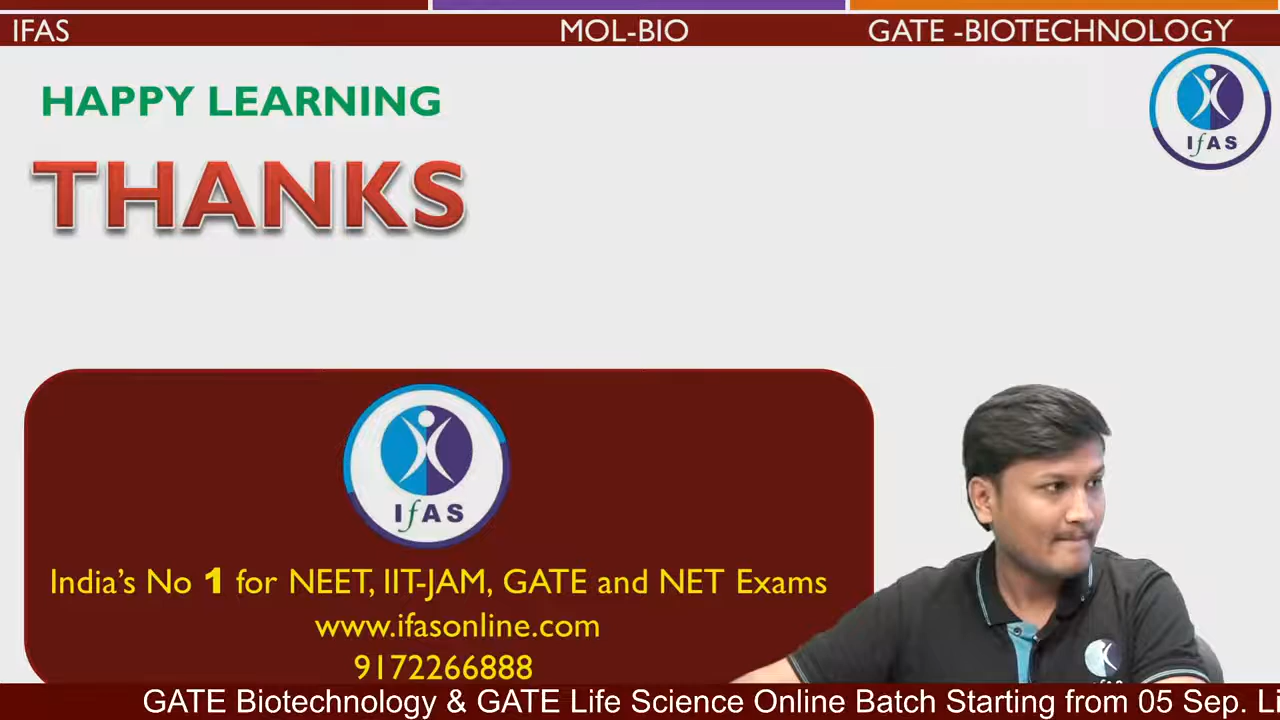 IFAS MOL-BIO GATE -BIOTECHNOLOGY
HAPPY LEARNING
THANKS
IfAS
IfAS
India's No 1 for NEET, IIT-JAM, GATE and NET Exams
www.ifasonline.com
9172266888
GATE Biotechnology & GATE Life Science Online Batch Starting from 05 Sep. Li